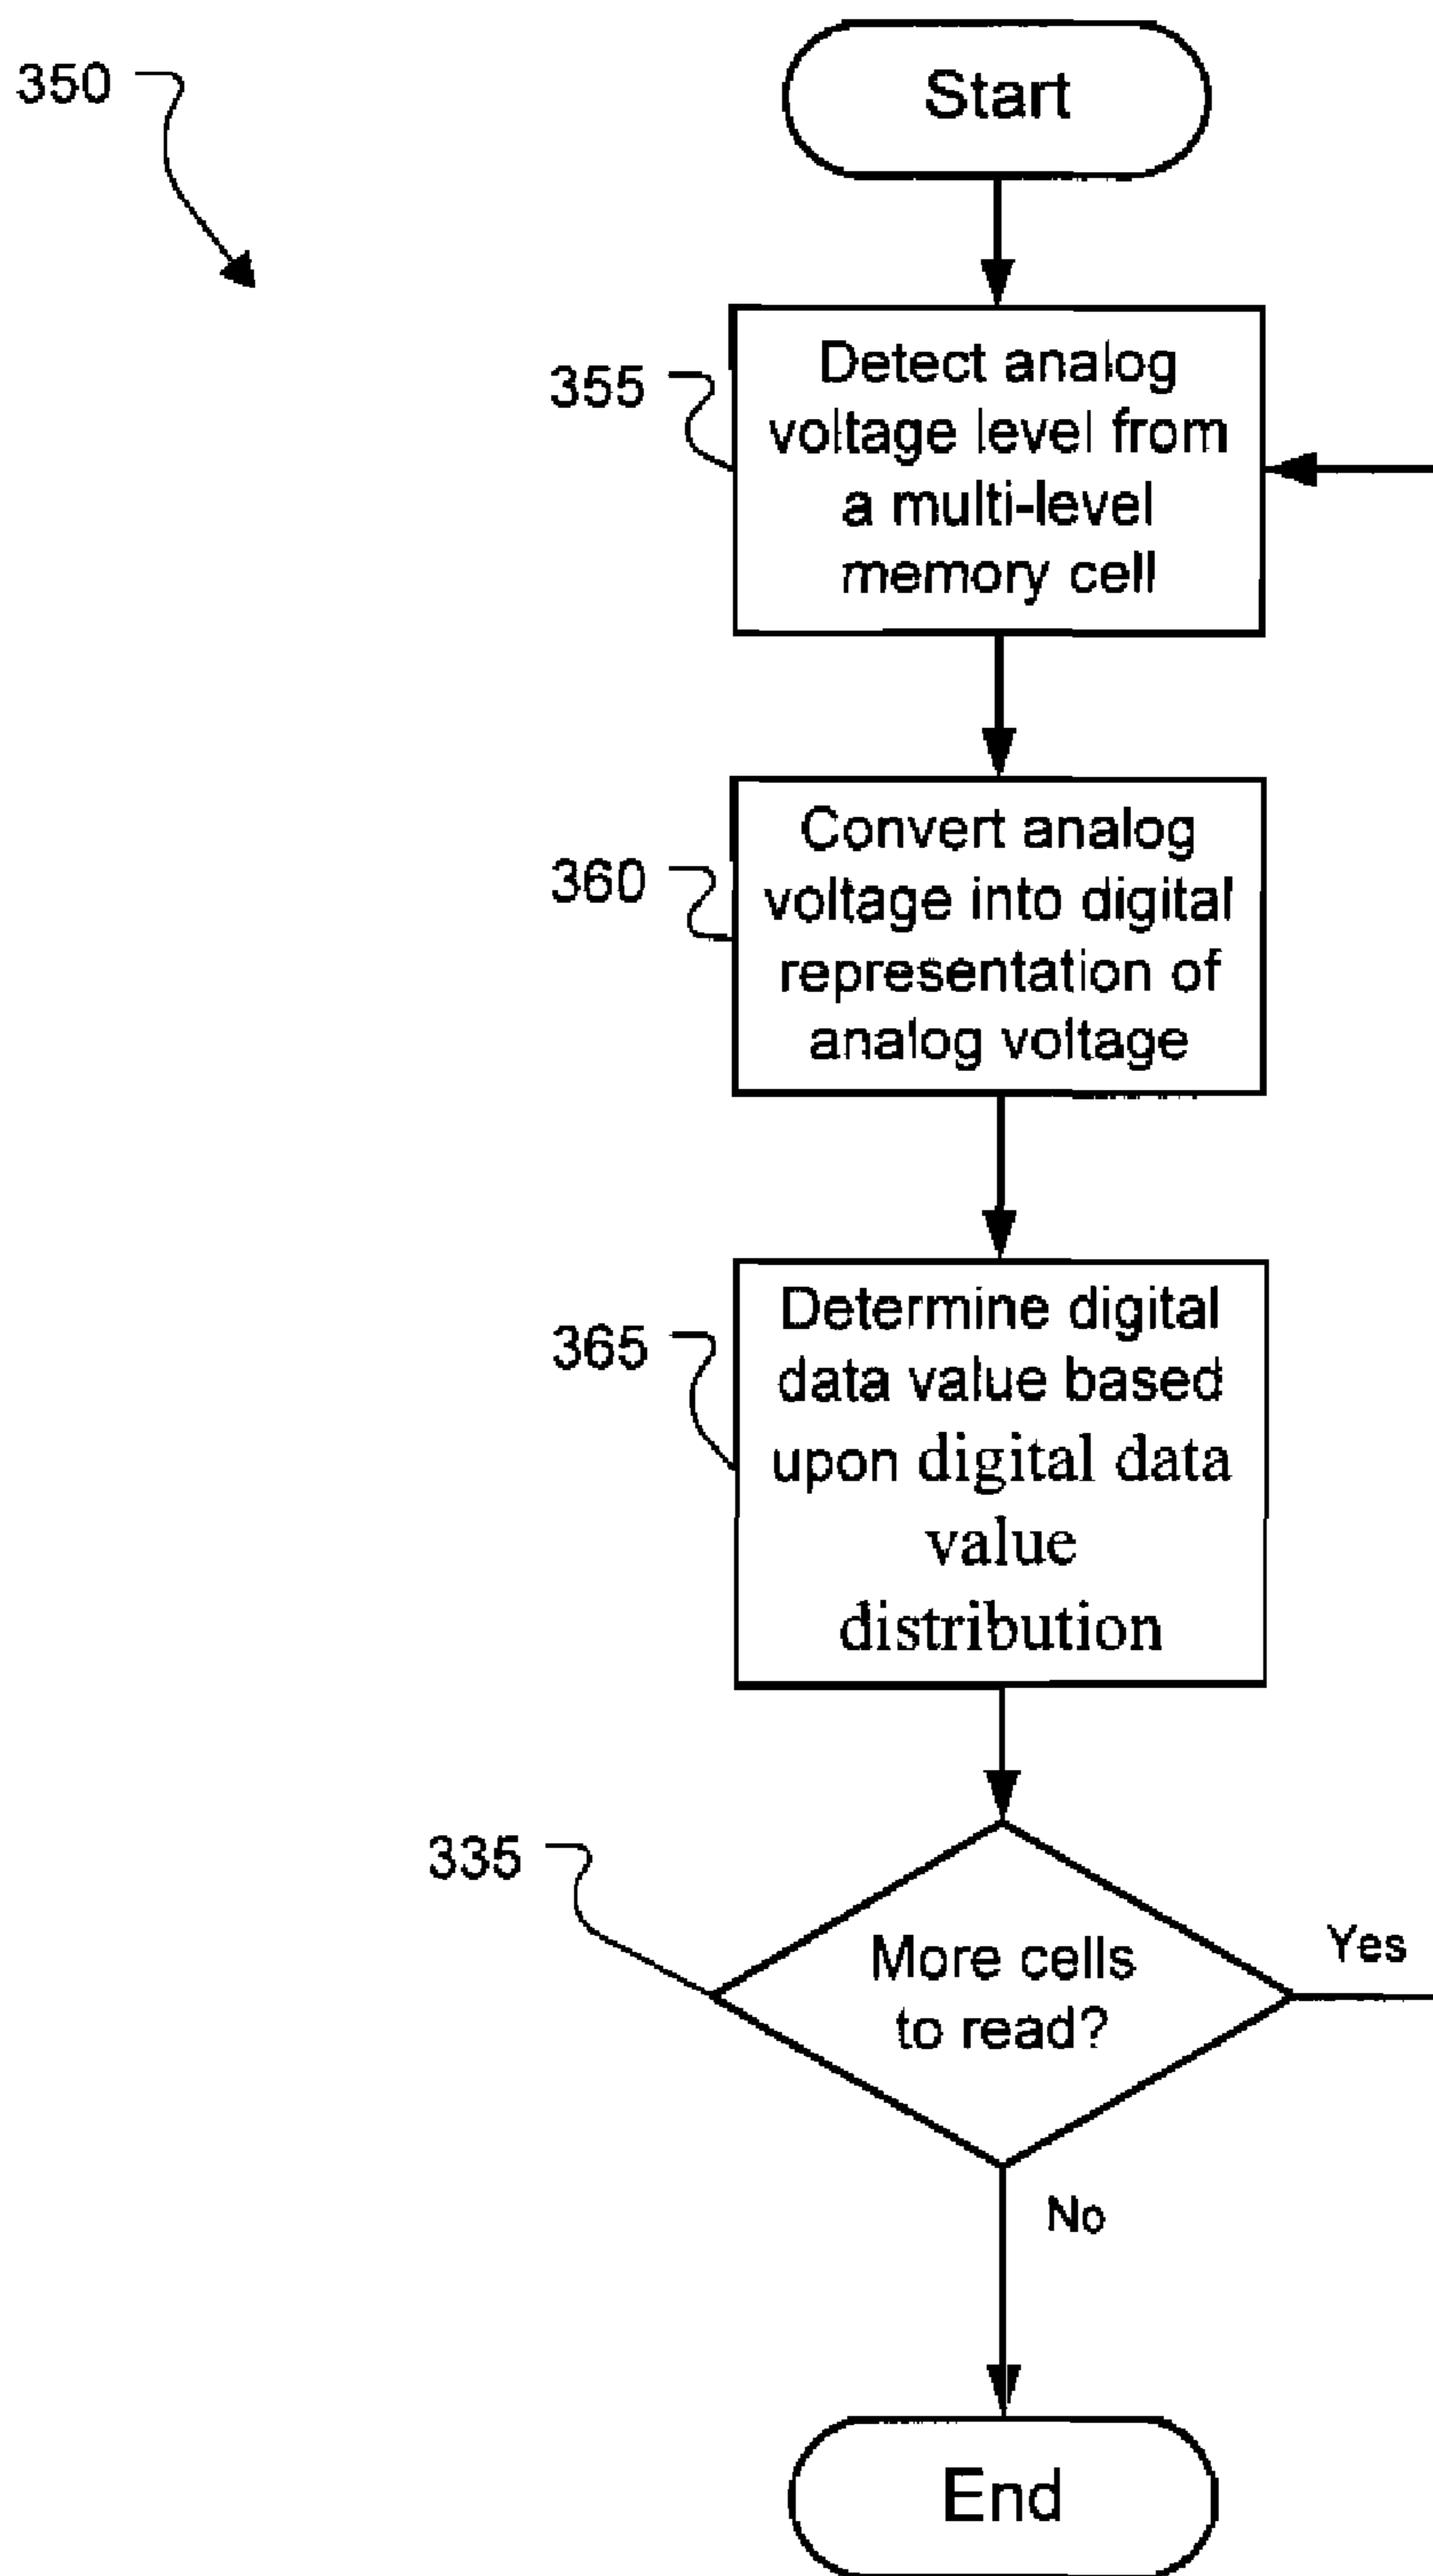 350
Start
355
Detect analog
voltage level from
a multi-level
memory cell
360
Convert analog
voltage into digital
representation of
analog voltage
365
Determine digital
data value based
upon digital data
value
distribution
335
More cells
to read?
Yes
No
End